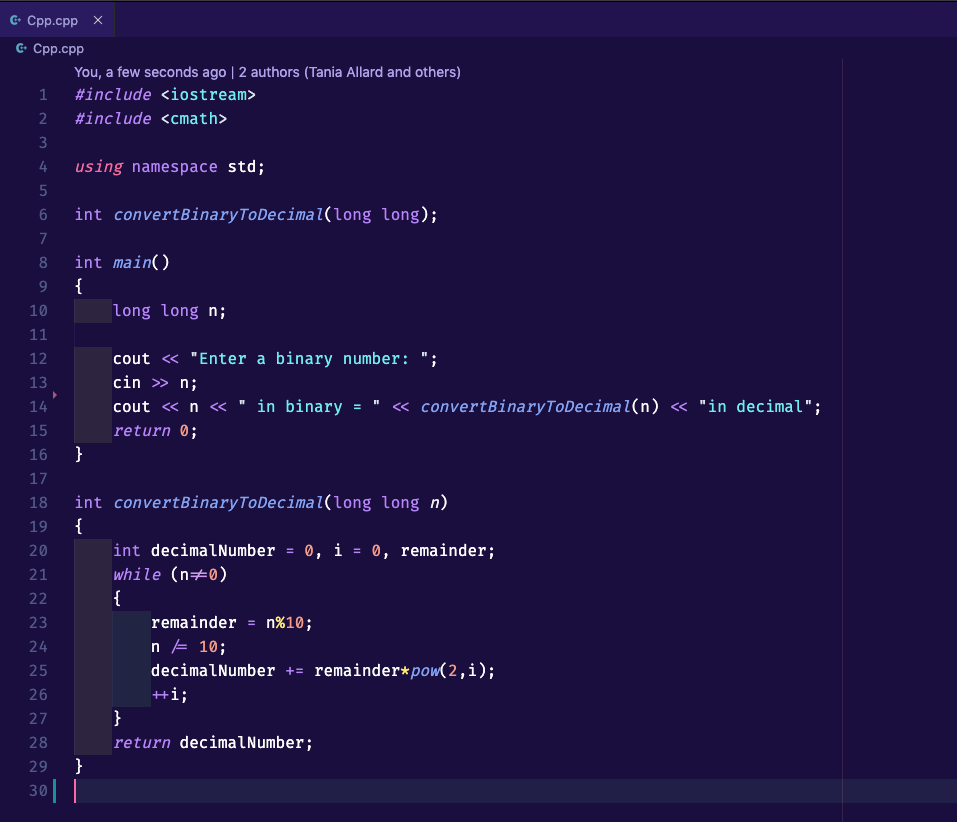 Cpp.cpp ×
Cpp.cpp
You, a few seconds ago | 2 authors (Tania Allard and others)
1 #include <iostream>
2 #include <cmath>
3
4 using namespace std;
5
6 int convertBinaryToDecimal(long long);
7
8 int main()
9 {
10     long long n;
11
12     cout << "Enter a binary number: ";
13     cin >> n;
14     cout << n << " in binary = " << convertBinaryToDecimal(n) << "in decimal";
15     return 0;
16 }
17
18 int convertBinaryToDecimal(long long n)
19 {
20     int decimalNumber = 0, i = 0, remainder;
21     while (n!=0)
22     {
23         remainder = n%10;
24         n /= 10;
25         decimalNumber += remainder*pow(2,i);
26         ++i;
27     }
28     return decimalNumber;
29 }
30